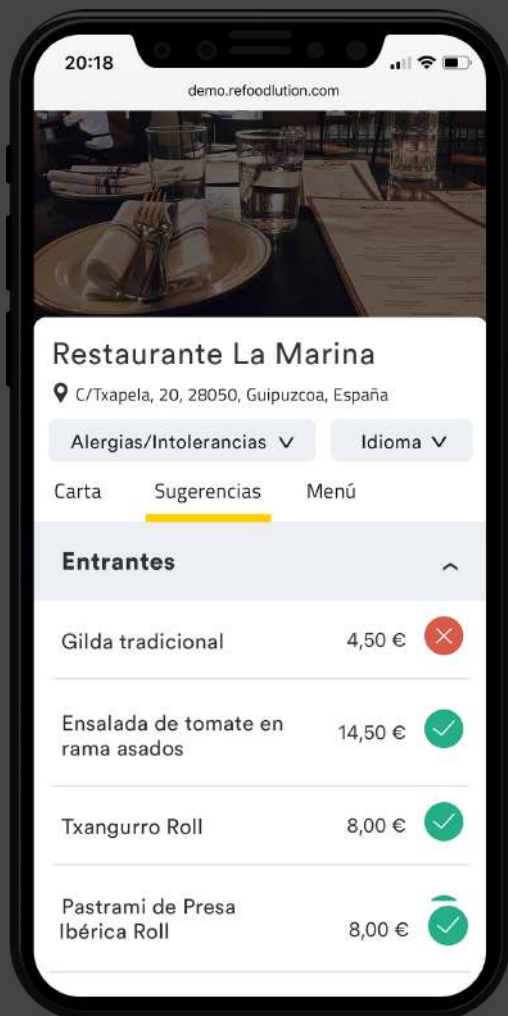 20:18
demo.refoodlution.com
Restaurante La Marina
C/Txapela, 20, 28050, Guipuzcoa, España
Alergias/Intolerancias
Idioma
Carta
Sugerencias
Menú
Entrantes
Gilda tradicional
4,50 €
Ensalada de tomate en
rama asados
14,50 €
Txangurro Roll
8,00 €
Pastrami de Presa
Ibérica Roll
8,00 €